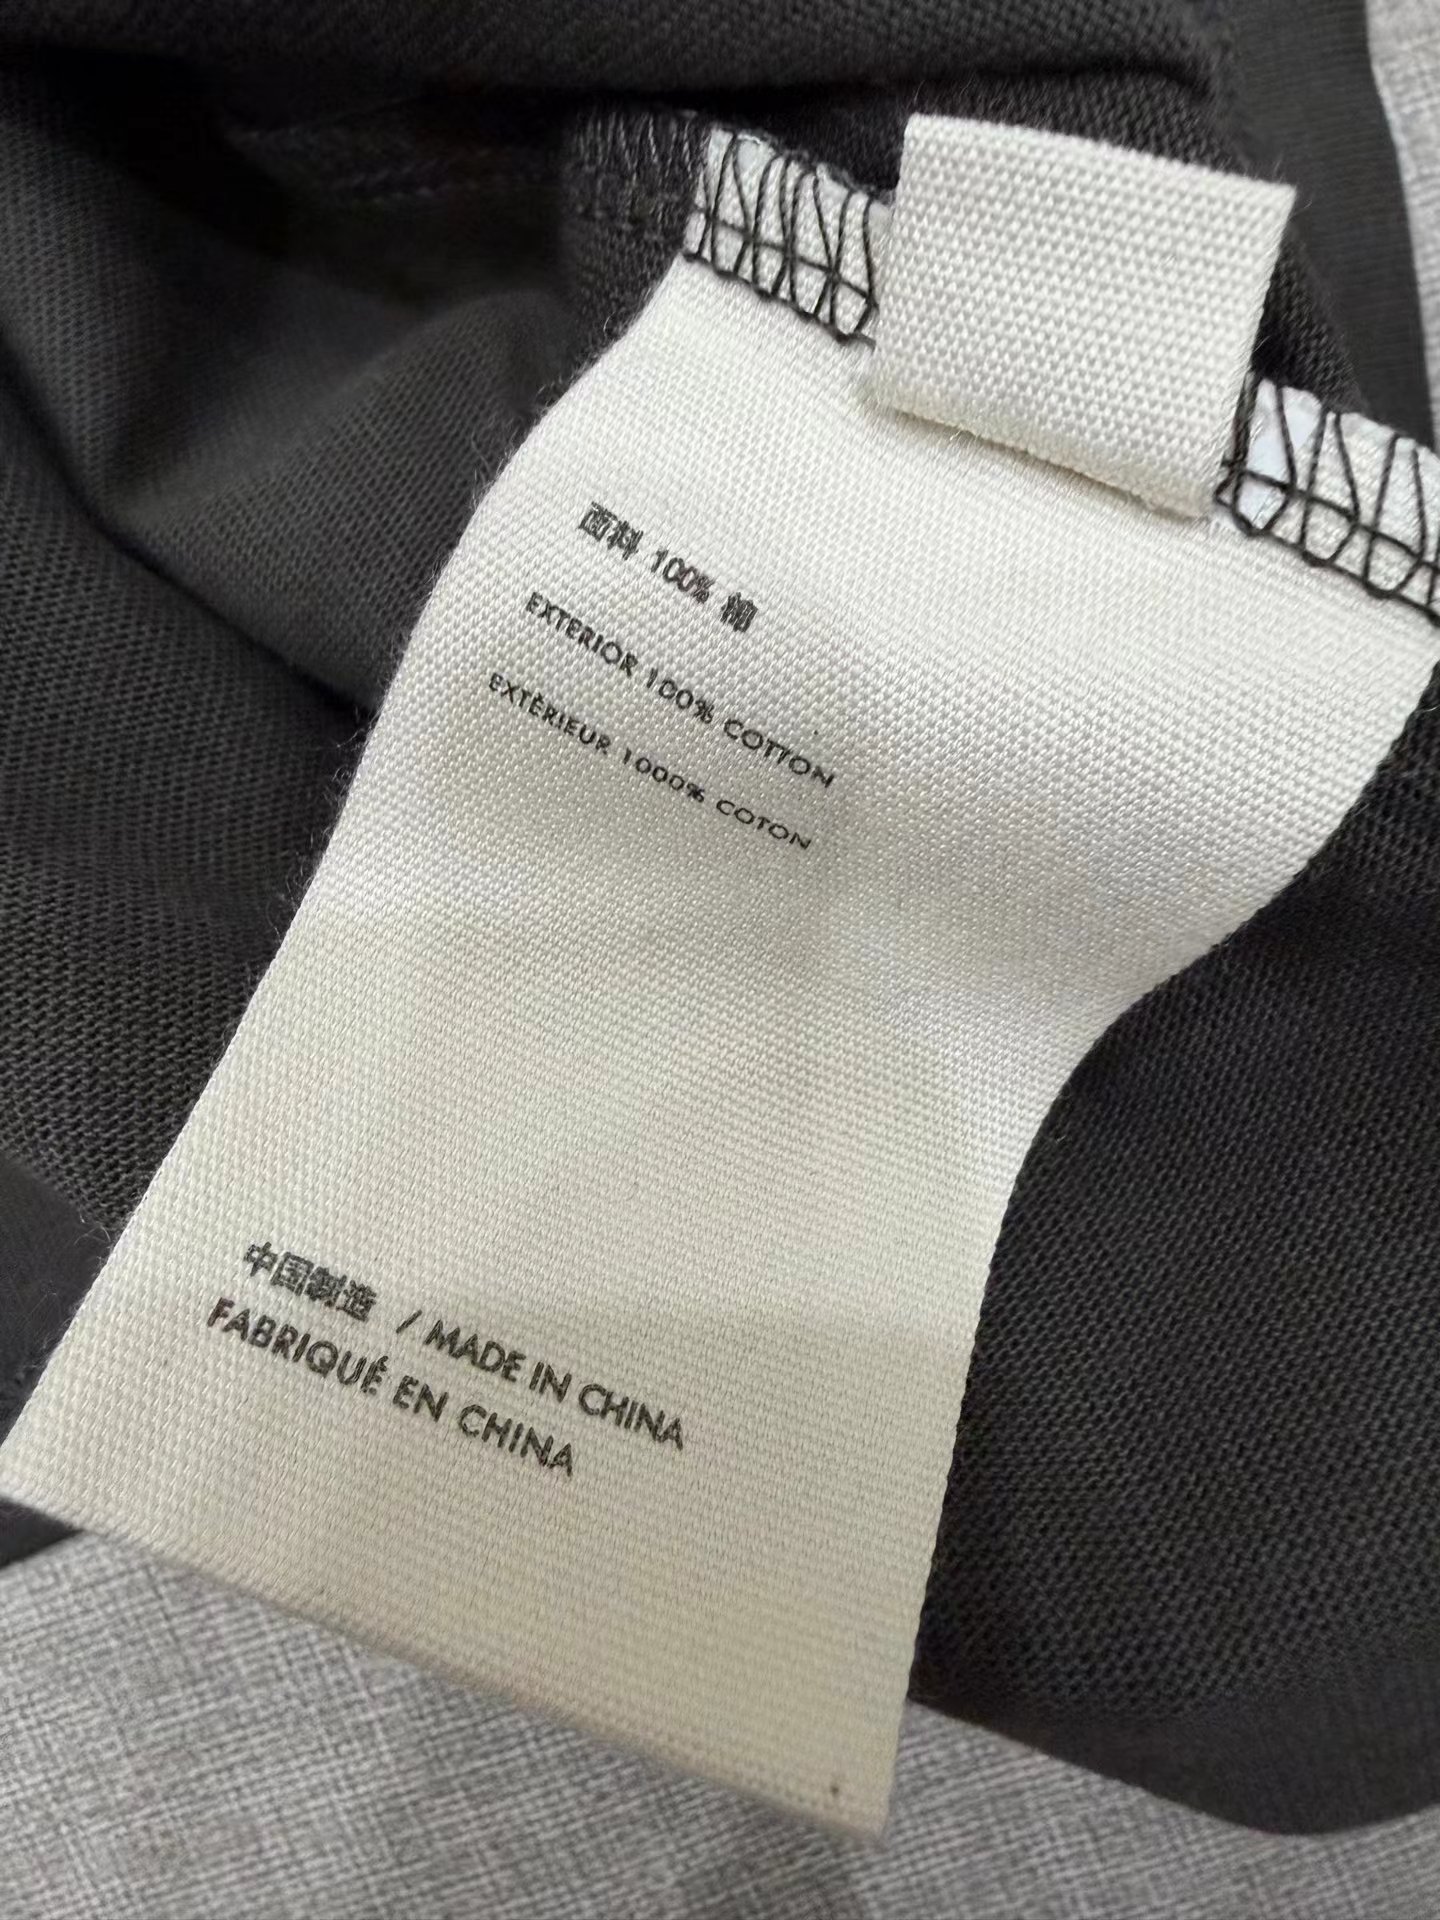 面料 100% 棉
EXTERIOR 100% COTTON
EXTÈRIEUR 1000% COTON
中国制造 / MADE IN CHINA
FABRIQUÉ EN CHINA